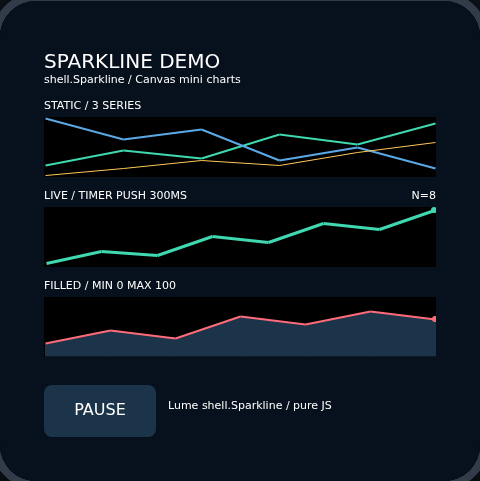 SPARKLINE DEMO
shell.Sparkline / Canvas mini charts
STATIC / 3 SERIES
LIVE / TIMER PUSH 300MS N=8
FILLED / MIN 0 MAX 100
PAUSE Lume shell.Sparkline / pure JS